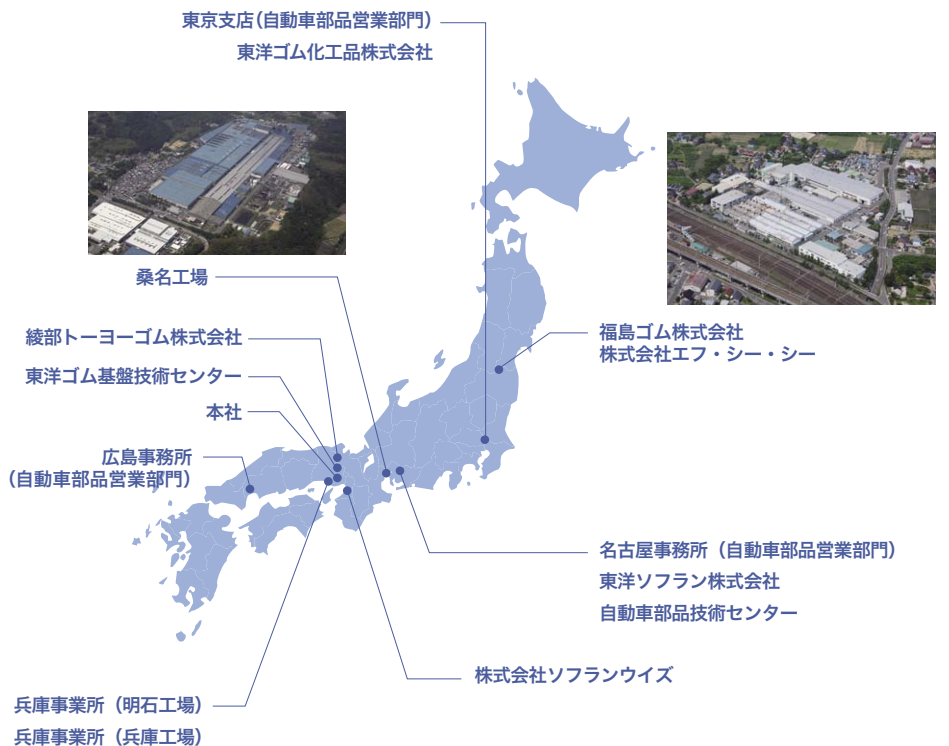 東京支店(自動車部品営業部門)
東洋ゴム化工品株式会社
桑名工場
綾部トーヨーゴム株式会社
東洋ゴム基盤技術センター
本社
広島事務所
(自動車部品営業部門)
福島ゴム株式会社
株式会社エフ・シー・シー
名古屋事務所(自動車部品営業部門)
東洋ソフラン株式会社
自動車部品技術センター
株式会社ソフランウイズ
兵庫事業所(明石工場)
兵庫事業所(兵庫工場)